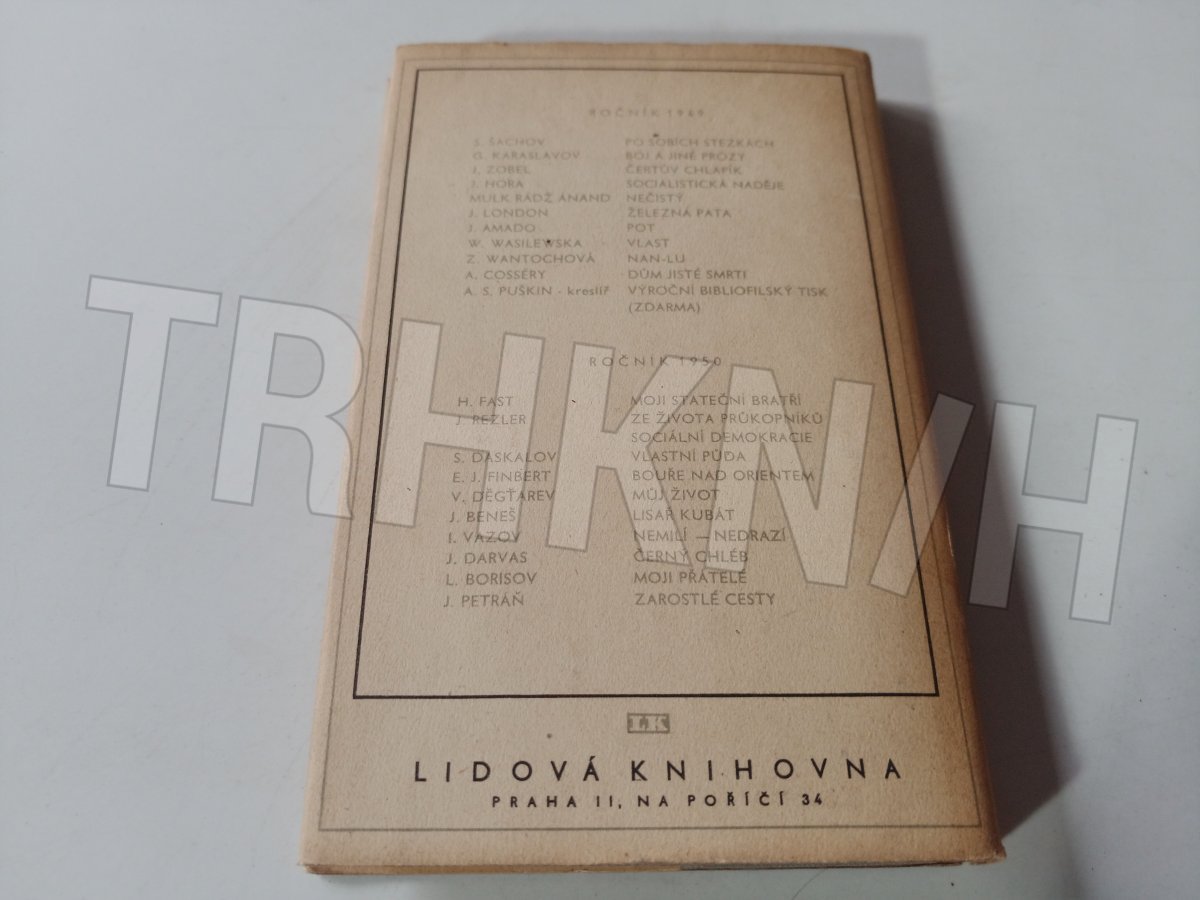 ROČNÍK 1949
S. ŠACHOV PO SOBÍCH STEZKÁCH
G. KARASLAVOV BOJ A JINÉ PRÓZY
J. ZOBEL ČERTŮV CHLAPÍK
J. HORA SOCIALISTICKÁ NADĚJE
MULK RÁDŽ ÁNAND NEČISTÝ
J. LONDON ŽELEZNÁ PATA
J. AMADO POT
W. WASILEWSKA VLAST
Z. WANTOCHOVÁ NAN-LU
A. COSSÉRY DŮM JISTÉ SMRTI
A. S. PUŠKIN - kreslíř VÝROČNÍ BIBLIOFILSKÝ TISK
(ZDARMA)
ROČNÍK 1950
H. FAST MOJI STATEČNÍ BRATŘÍ
J. REZLER ZE ŽIVOTA PRŮKOPNÍKŮ
SOCIÁLNÍ DEMOKRACIE
S. DASKALOV VLASTNÍ PŮDA
E. J. FINBERT BOUŘE NAD ORIENTEM
V. DĚGŤAREV MŮJ ŽIVOT
J. BENEŠ LISAŘ KUBÁT
I. VAZOV NEMILÍ — NEDRAZÍ
J. DARVAS ČERNÝ CHLÉB
L. BORISOV MOJI PŘÁTELÉ
J. PETRÁŇ ZAROSTLÉ CESTY
LK
LIDOVÁ KNIHOVNA
PRAHA II, NA POŘÍČÍ 34
TRHKN/H